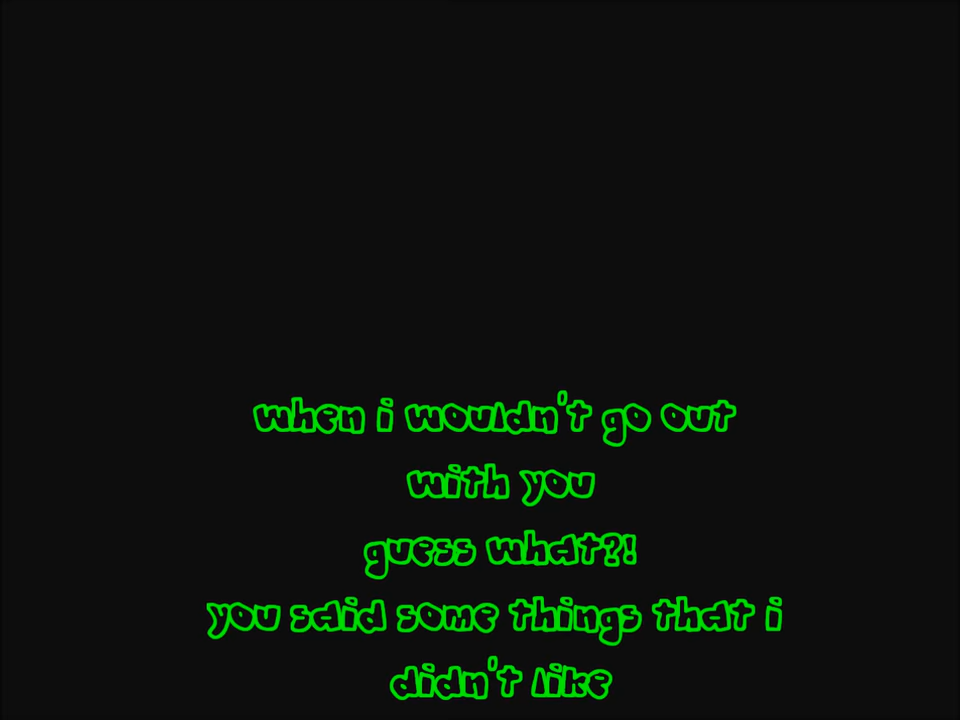 when i wouldn't go out
with you
guess what?!
you said some things that i
didn't like